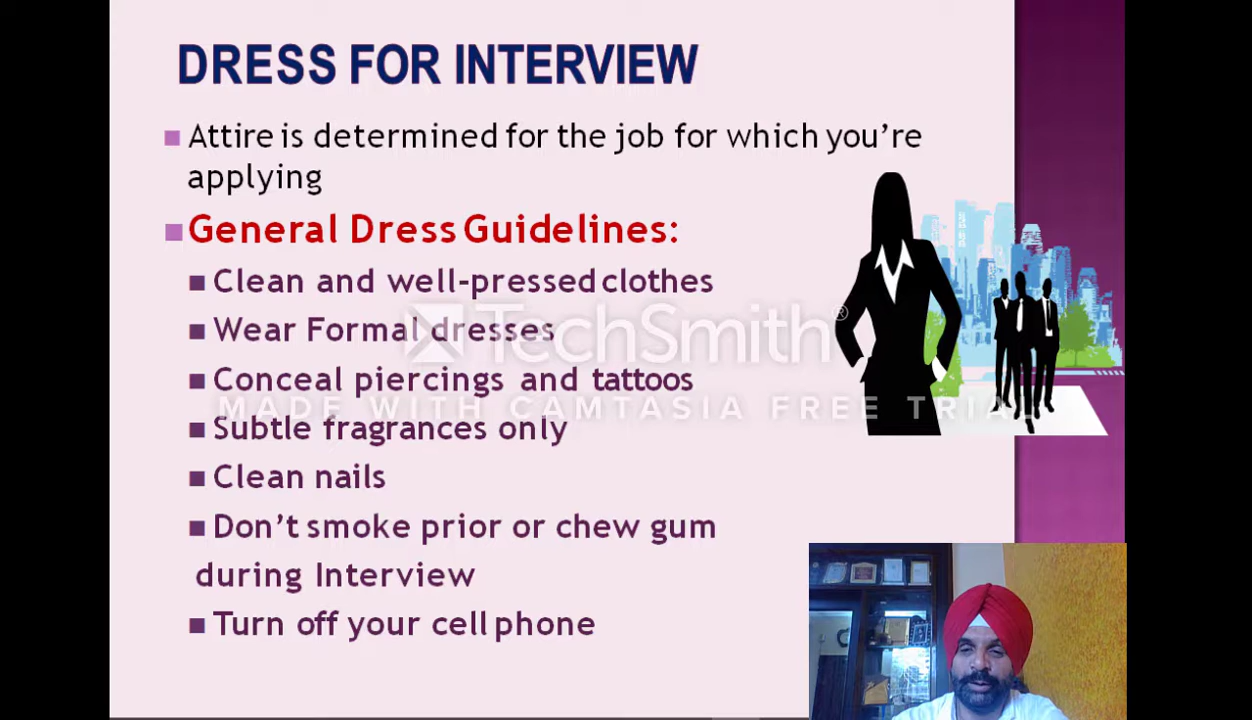 DRESS FOR INTERVIEW
Attire is determined for the job for which you're
applying
General Dress Guidelines:
Clean and well-pressed clothes
Wear Formal dresses
TechSmith®
Conceal piercings and tattoos
MADE WITH CAMTASIA FREE TRIAL
Subtle fragrances only
Clean nails
Don't smoke prior or chew gum
during Interview
Turn off your cell phone